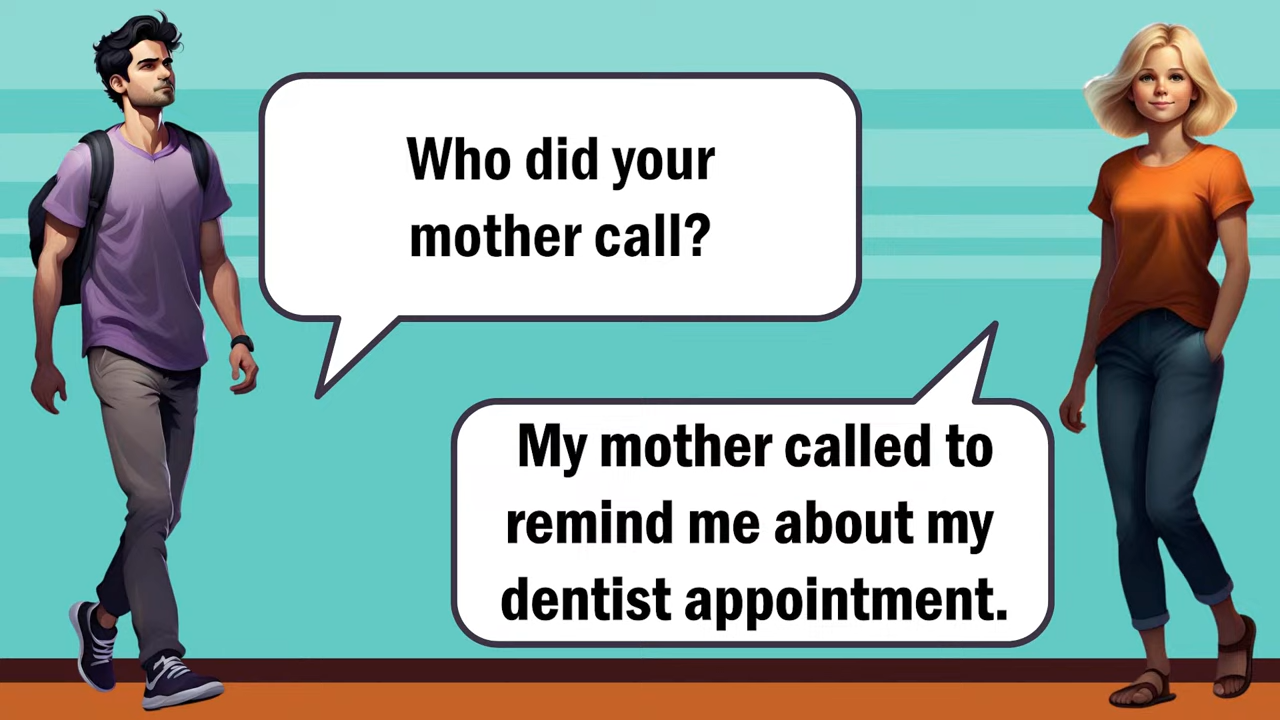 Who did your
mother call?
My mother called to
remind me about my
dentist appointment.